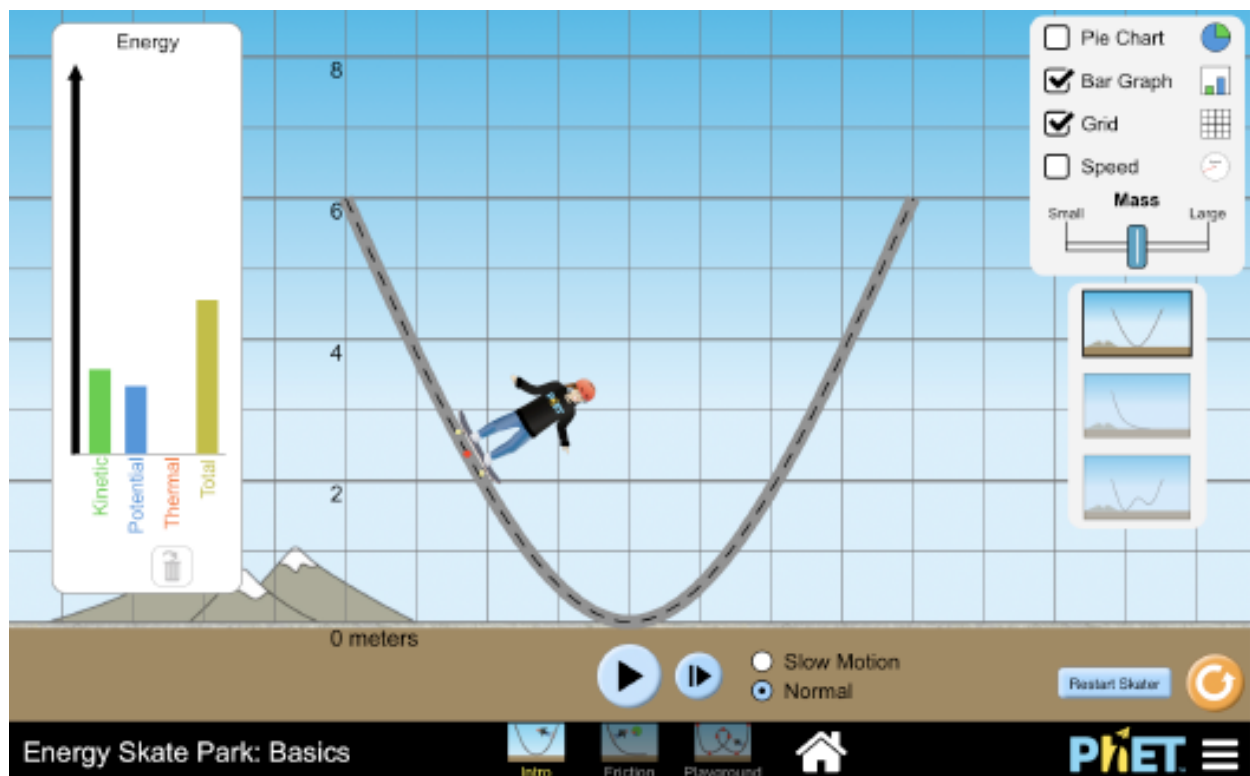 Energy
Kinetic
Potential
Thermal
Total
8
6
4
2
0 meters
Pie Chart
Bar Graph
Grid
Speed
Mass
Small
Large
Slow Motion
Normal
Restart Skater
Energy Skate Park: Basics
Intro
Friction
Playground
PhET